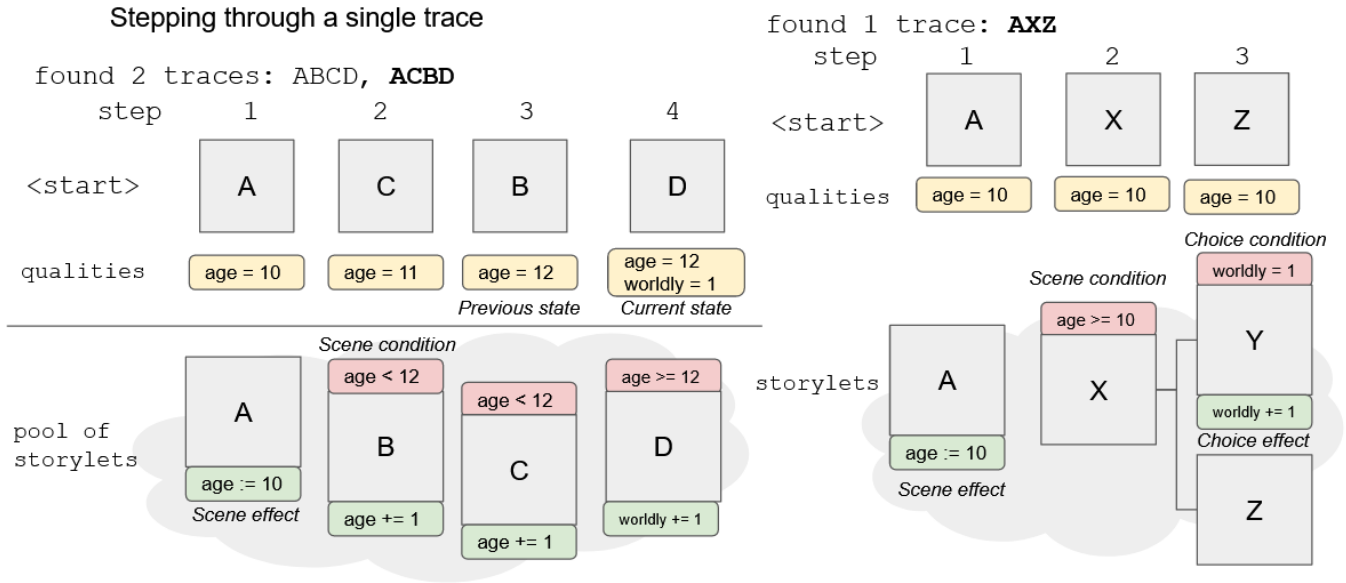 Stepping through a single trace
found 2 traces: ABCD, ACBD
step 1 2 3 4
<start> A C B D
qualities age = 10 age = 11 age = 12 age = 12
worldly = 1
Previous state Current state
Scene condition
age < 12 age >= 12
age < 12
A
B D
C
pool of
storylets
age := 10
Scene effect age += 1 worldly += 1
age += 1
found 1 trace: AXZ
step 1 2 3
<start> A X Z
qualities age = 10 age = 10 age = 10
Choice condition
worldly = 1
Scene condition
age >= 10
Y
storylets A X
worldly += 1
Choice effect
age := 10
Scene effect
Z